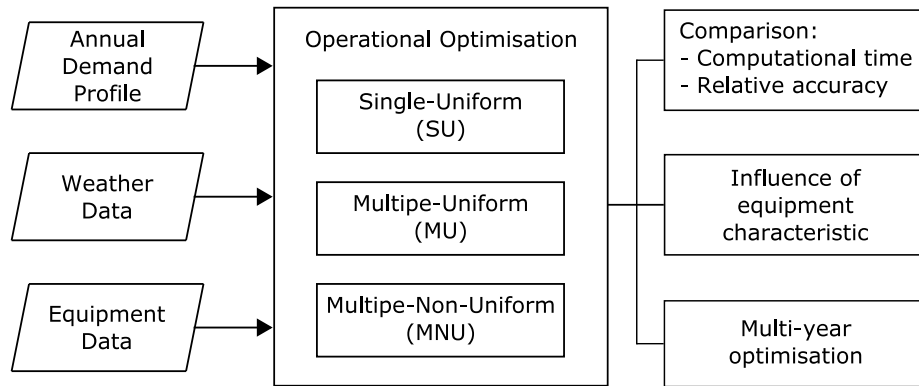 Annual
Demand
Profile
Weather
Data
Equipment
Data
Operational Optimisation
Single-Uniform
(SU)
Multipe-Uniform
(MU)
Multipe-Non-Uniform
(MNU)
Comparison:
- Computational time
- Relative accuracy
Influence of
equipment
characteristic
Multi-year
optimisation